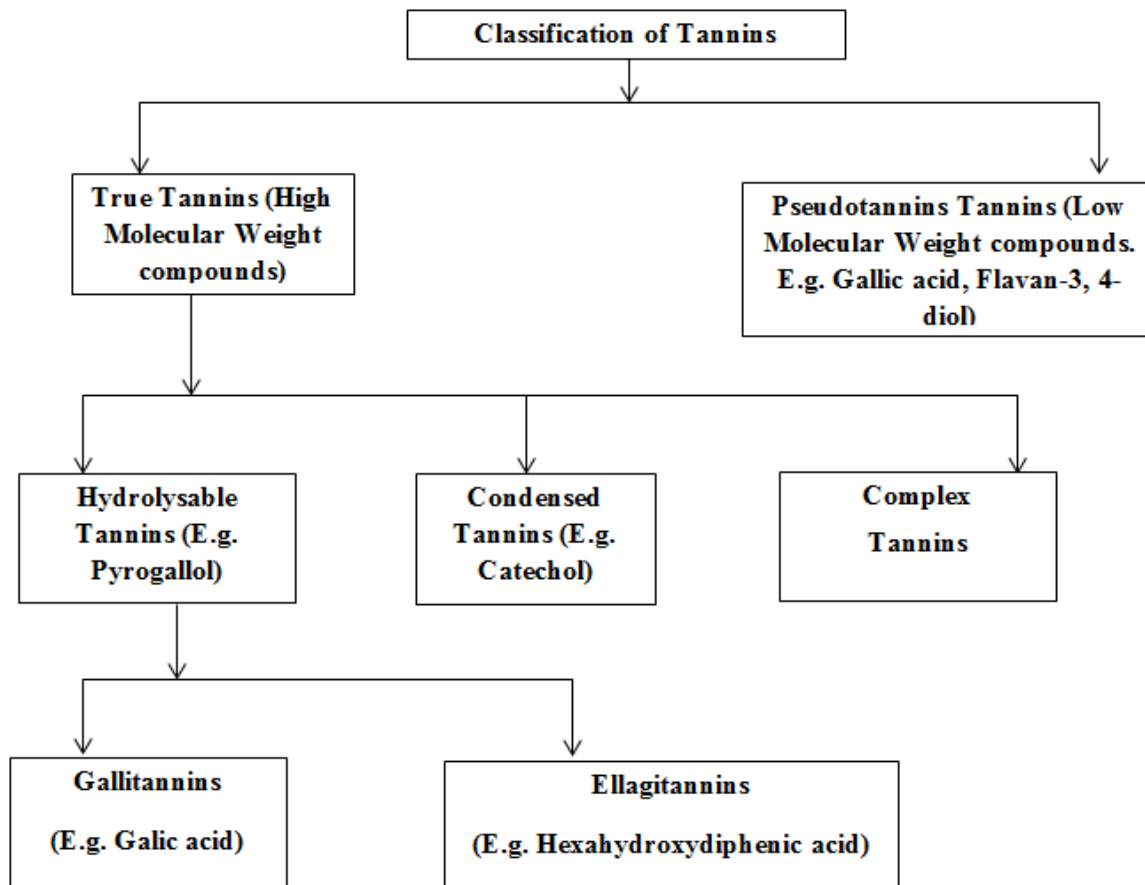 Classification of Tannins
True Tannins (High
Molecular Weight
compounds)
Pseudotannins Tannins (Low
Molecular Weight compounds.
E.g. Gallic acid, Flavan-3, 4-
diol)
Hydrolysable
Tannins (E.g.
Pyrogallol)
Condensed
Tannins (E.g.
Catechol)
Complex
Tannins
Gallitannins
(E.g. Galic acid)
Ellagitannins
(E.g. Hexahydroxydiphenic acid)